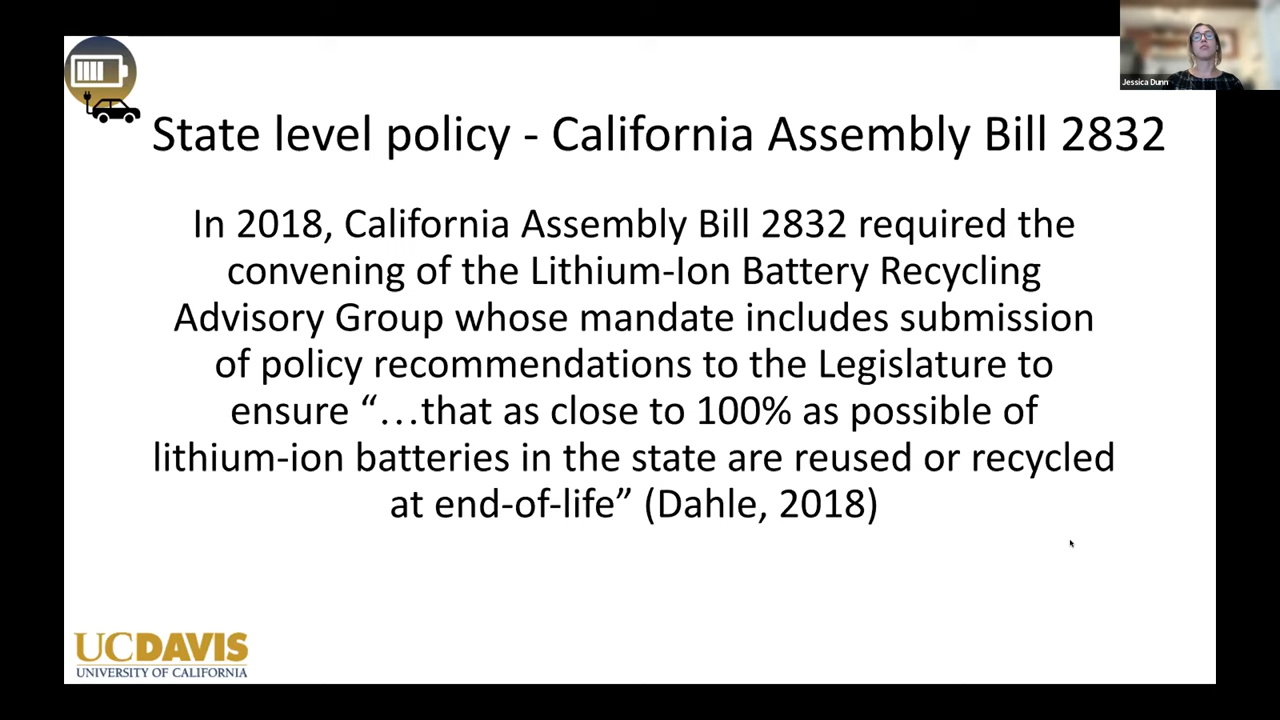 Jessica Dunn
State level policy - California Assembly Bill 2832
In 2018, California Assembly Bill 2832 required the
convening of the Lithium-Ion Battery Recycling
Advisory Group whose mandate includes submission
of policy recommendations to the Legislature to
ensure “…that as close to 100% as possible of
lithium-ion batteries in the state are reused or recycled
at end-of-life” (Dahle, 2018)
UCDAVIS
UNIVERSITY OF CALIFORNIA